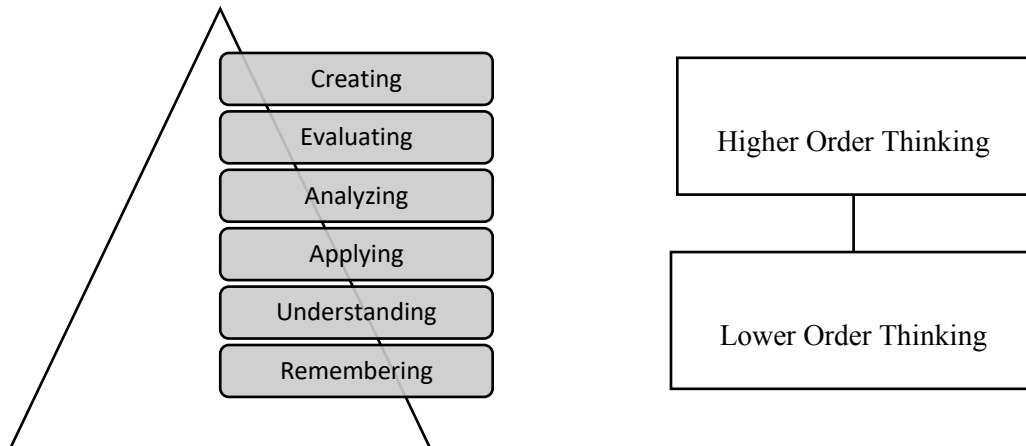 Creating
Evaluating
Analyzing
Applying
Understanding
Remembering
Higher Order Thinking
Lower Order Thinking